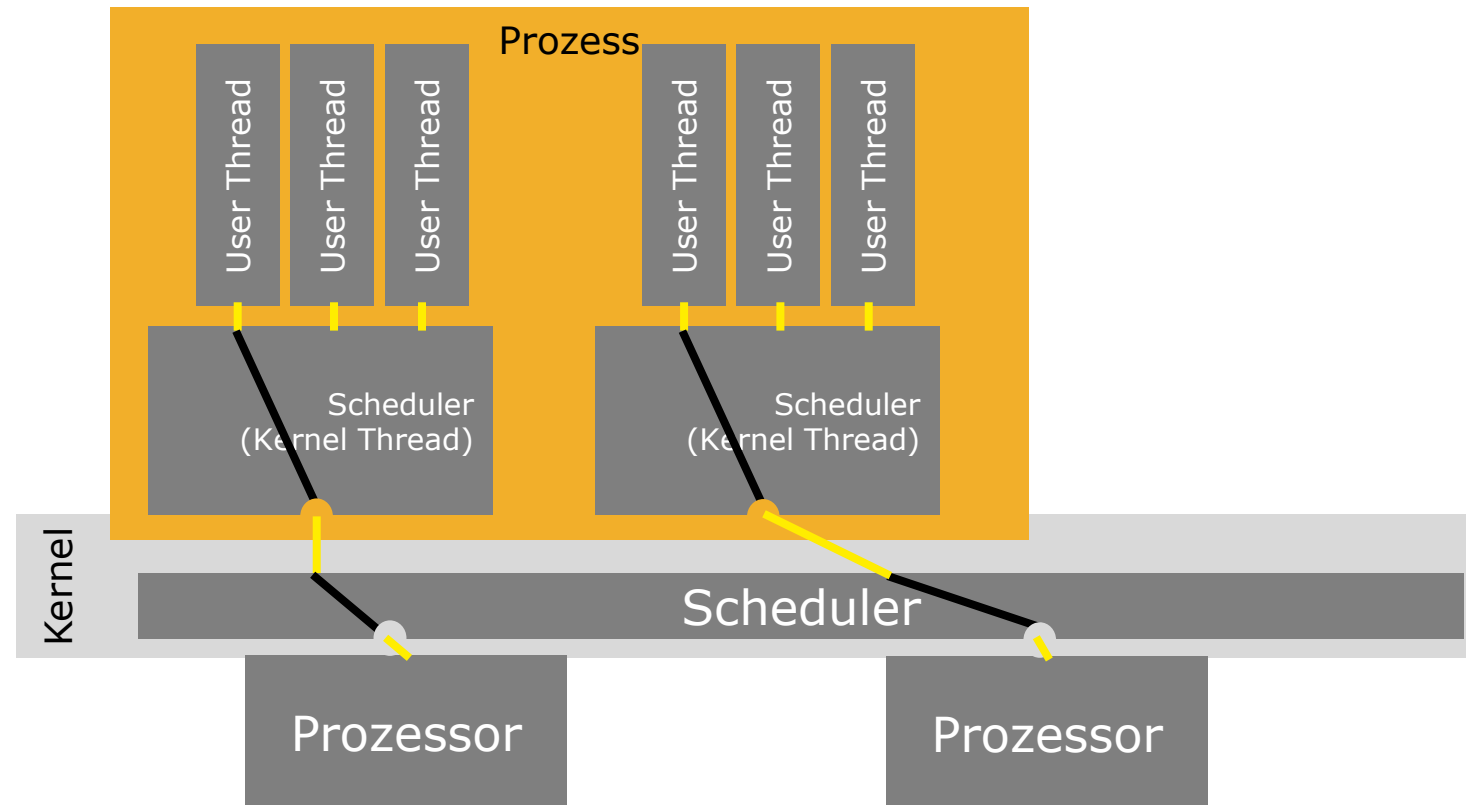 Prozess
User Thread
User Thread
User Thread
User Thread
User Thread
User Thread
Scheduler
(Kernel Thread)
Scheduler
(Kernel Thread)
Kernel
Scheduler
Prozessor
Prozessor